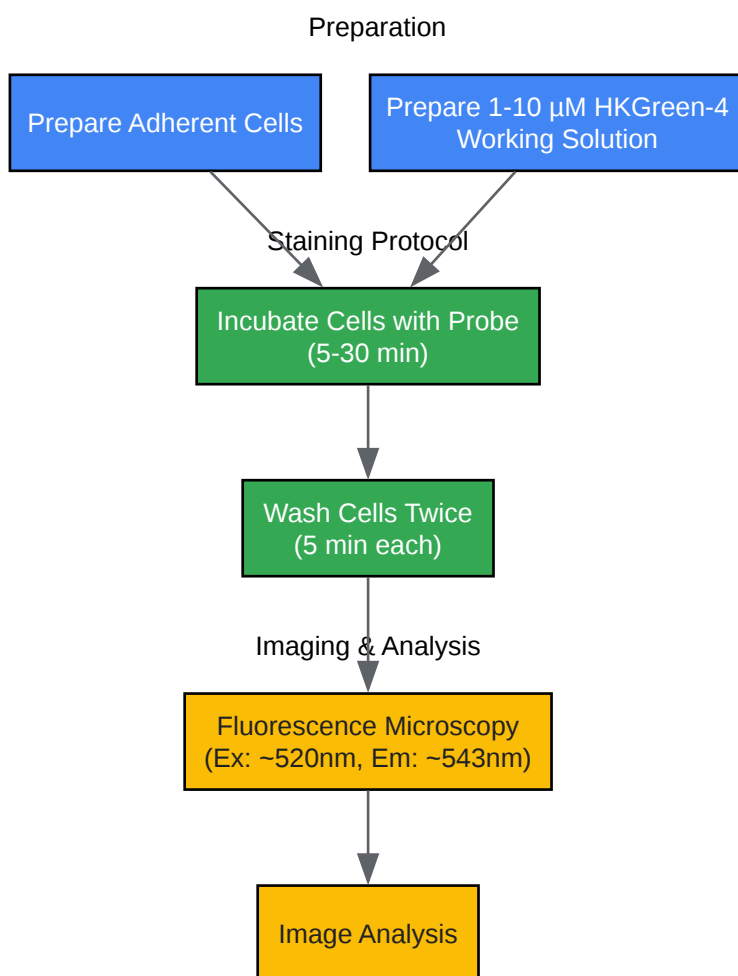 Preparation
Prepare Adherent Cells
Prepare 1-10 µM HKGreen-4
Working Solution
Staining Protocol
Incubate Cells with Probe
(5-30 min)
Wash Cells Twice
(5 min each)
Imaging & Analysis
Fluorescence Microscopy
(Ex: ~520nm, Em: ~543nm)
Image Analysis